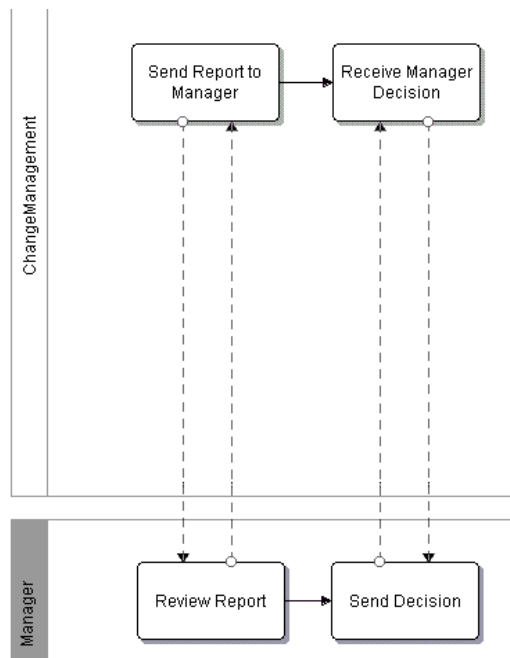 Send Report to
Manager
Receive Manager
Decision
ChangeManagement
Review Report
Send Decision
Manager